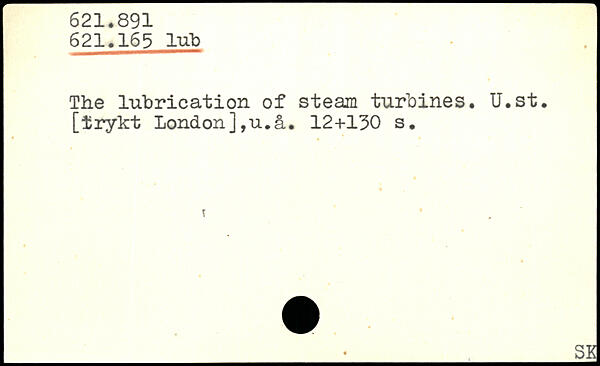 621.891
621.165 lub
The lubrication of steam turbines. U.st.
[trykt London],u.å. 12+130 s.
SK